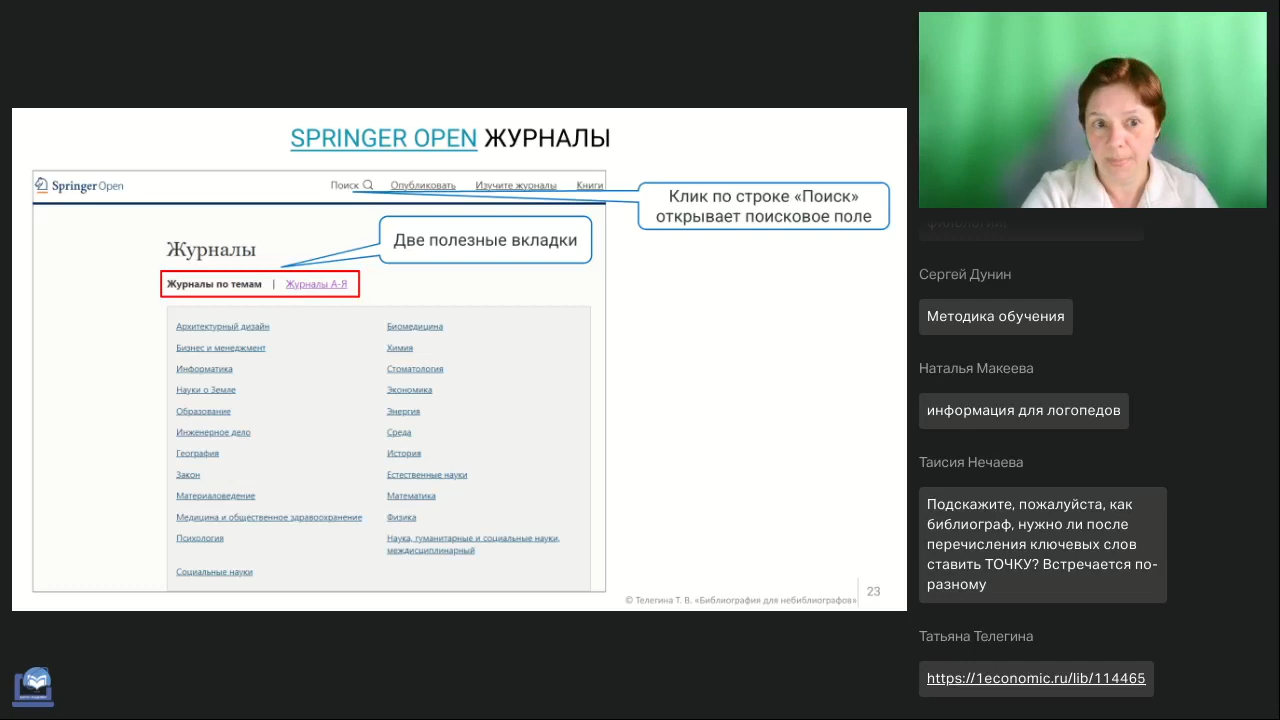 SPRINGER OPEN ЖУРНАЛЫ
Springer Open
Поиск
Опубликовать
Изучите журналы
Книги
Клик по строке «Поиск»
открывает поисковое поле
Две полезные вкладки
Журналы
Журналы по темам | Журналы А-Я
Архитектурный дизайн
Бизнес и менеджмент
Информатика
Науки о Земле
Образование
Инженерное дело
География
Закон
Материаловедение
Медицина и общественное здравоохранение
Психология
Социальные науки
Биомедицина
Химия
Стоматология
Экономика
Энергия
Среда
История
Естественные науки
Математика
Физика
Наука, гуманитарные и социальные науки,
междисциплинарный
© Телегина Т. В. «Библиография для небиблиографов»
23
Сергей Дунин
Методика обучения
Наталья Макеева
информация для логопедов
Таисия Нечаева
Подскажите, пожалуйста, как
библиограф, нужно ли после
перечисления ключевых слов
ставить ТОЧКУ? Встречается по-
разному
Татьяна Телегина
https://1economic.ru/lib/114465